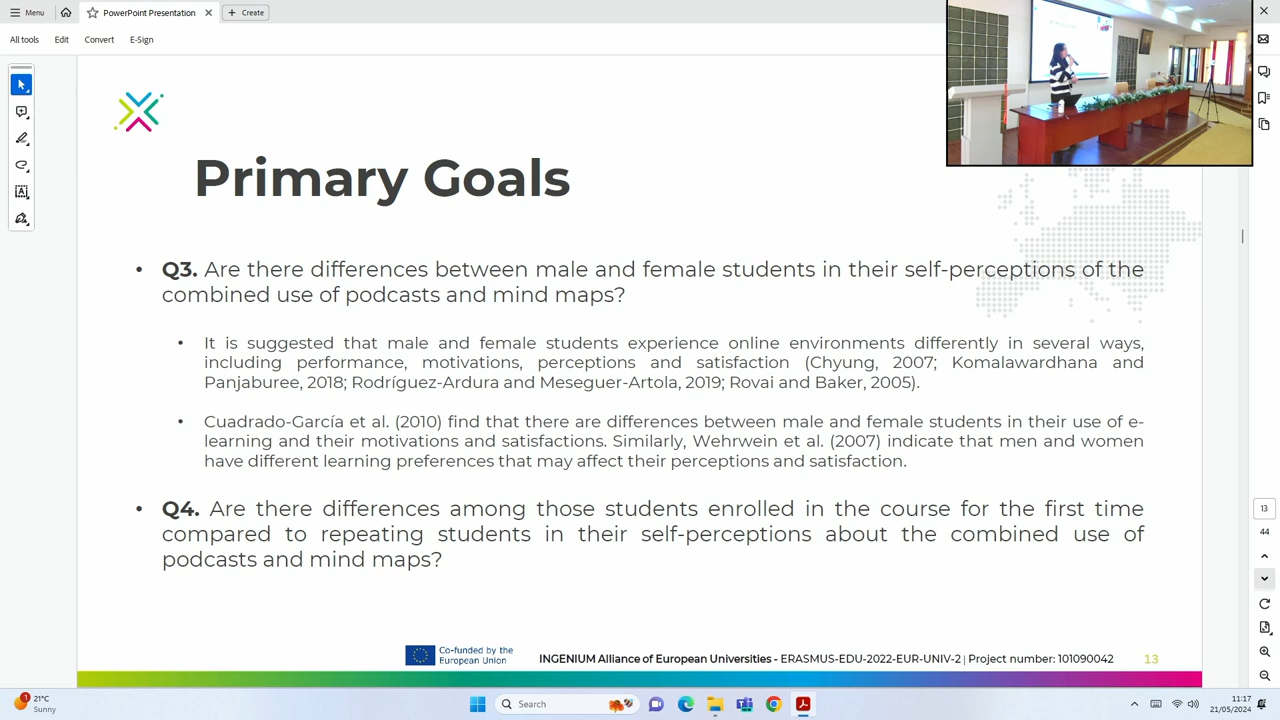 Menu
PowerPoint Presentation
Create
All tools
Edit
Convert
E-Sign
Primary Goals
• Q3. Are there differences between male and female students in their self-perceptions of the
combined use of podcasts and mind maps?
• It is suggested that male and female students experience online environments differently in several ways,
including performance, motivations, perceptions and satisfaction (Chyung, 2007; Komalawardhana and
Panjaburee, 2018; Rodríguez-Ardura and Meseguer-Artola, 2019; Rovai and Baker, 2005).
• Cuadrado-García et al. (2010) find that there are differences between male and female students in their use of e-
learning and their motivations and satisfactions. Similarly, Wehrwein et al. (2007) indicate that men and women
have different learning preferences that may affect their perceptions and satisfaction.
• Q4. Are there differences among those students enrolled in the course for the first time
compared to repeating students in their self-perceptions about the combined use of
podcasts and mind maps?
13
44
Co-funded by the
European Union
INGENIUM Alliance of European Universities - ERASMUS-EDU-2022-EUR-UNIV-2 | Project number: 101090042
13
1
21°C
Sunny
Search
11:17
21/05/2024